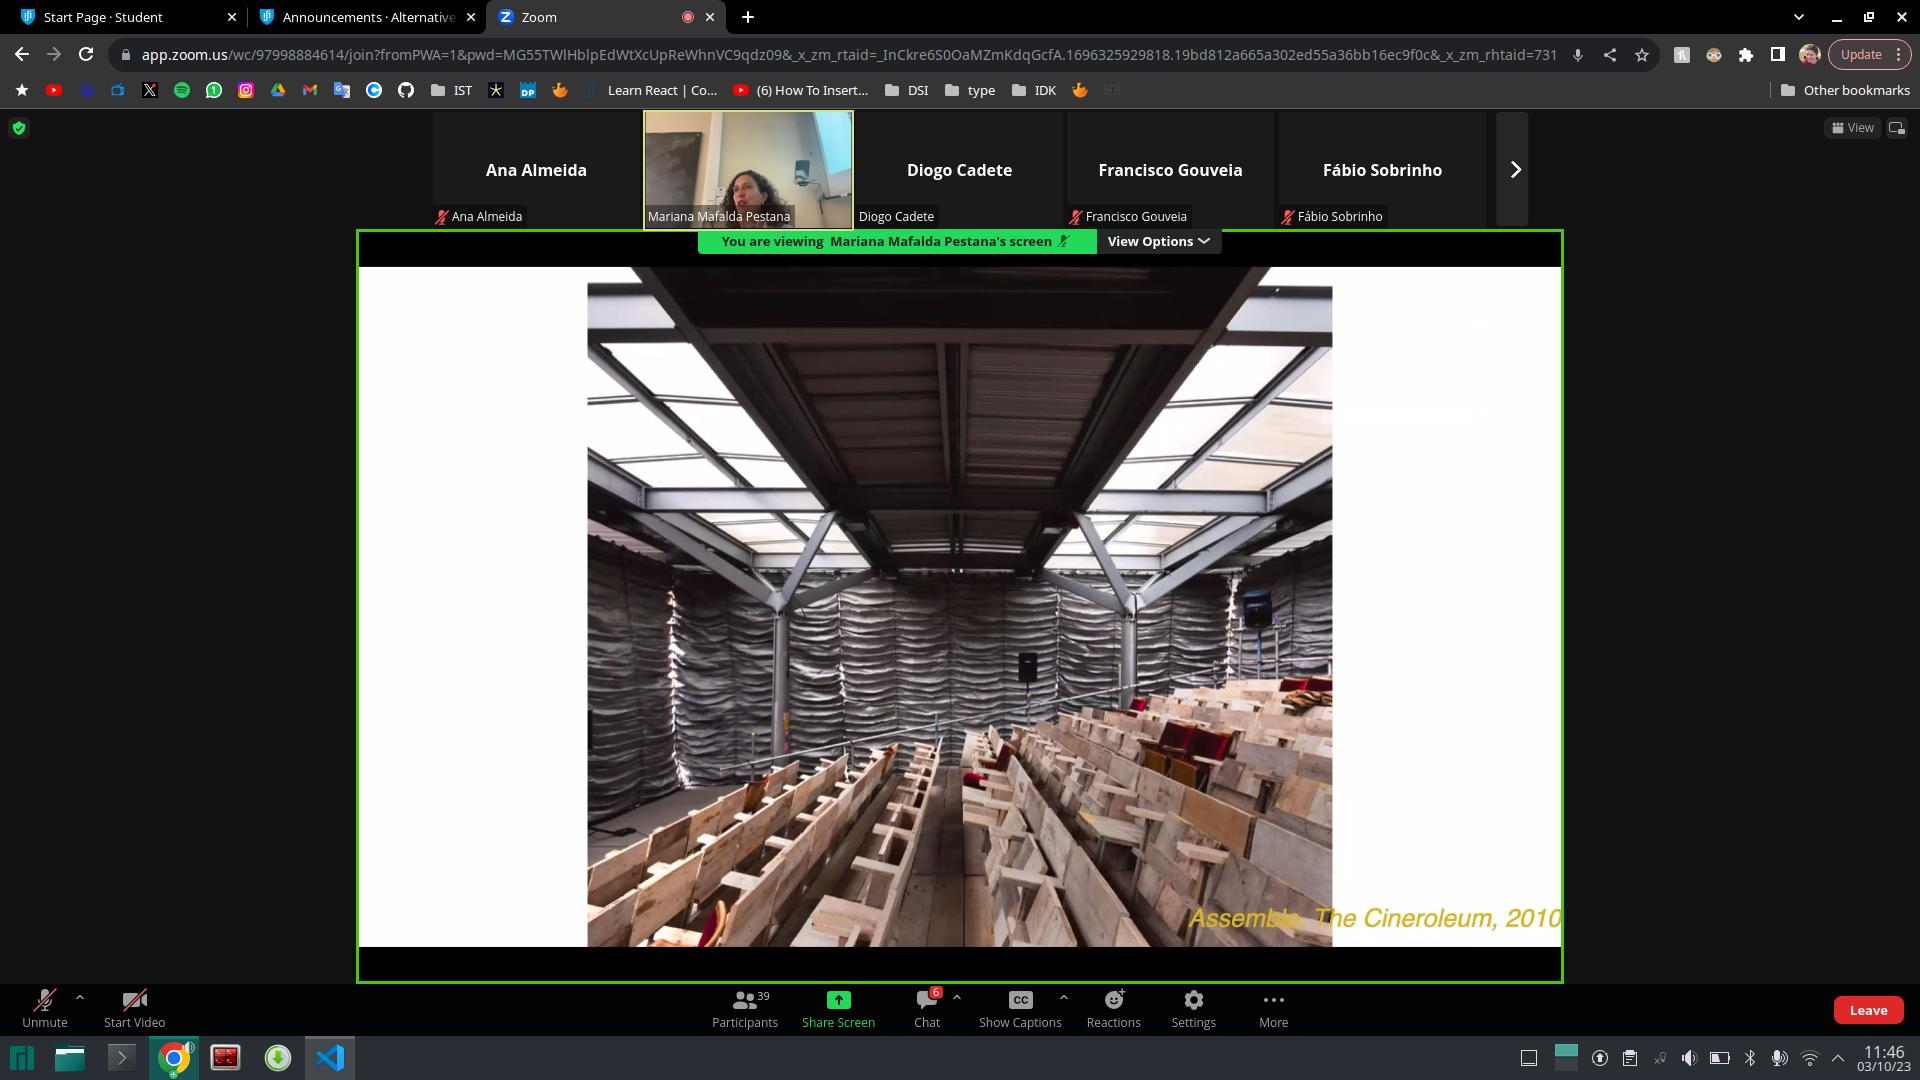 Start Page · Student
Announcements · Alternative
Zoom
app.zoom.us/wc/97998884614/join?fromPWA=1&pwd=MG55TWlHblpEdWtXcUpReWhnVC9qdz09&_x_zm_rtaid=_InCkre6S0OaMZmKdqGcfA.1696325929818.19bd812a665a302ed55a36bb16ec9f0c&_x_zm_rhtaid=731
Update
IST
DP
Learn React | Co...
(6) How To Insert...
DSI
type
IDK
Other bookmarks
View
Ana Almeida
Diogo Cadete
Francisco Gouveia
Fábio Sobrinho
Ana Almeida
Mariana Mafalda Pestana
Diogo Cadete
Francisco Gouveia
Fábio Sobrinho
You are viewing Mariana Mafalda Pestana's screen
View Options
Assemble, The Cineroleum, 2010
39
6
CC
Unmute
Start Video
Participants
Share Screen
Chat
Show Captions
Reactions
Settings
More
Leave
11:46
03/10/23